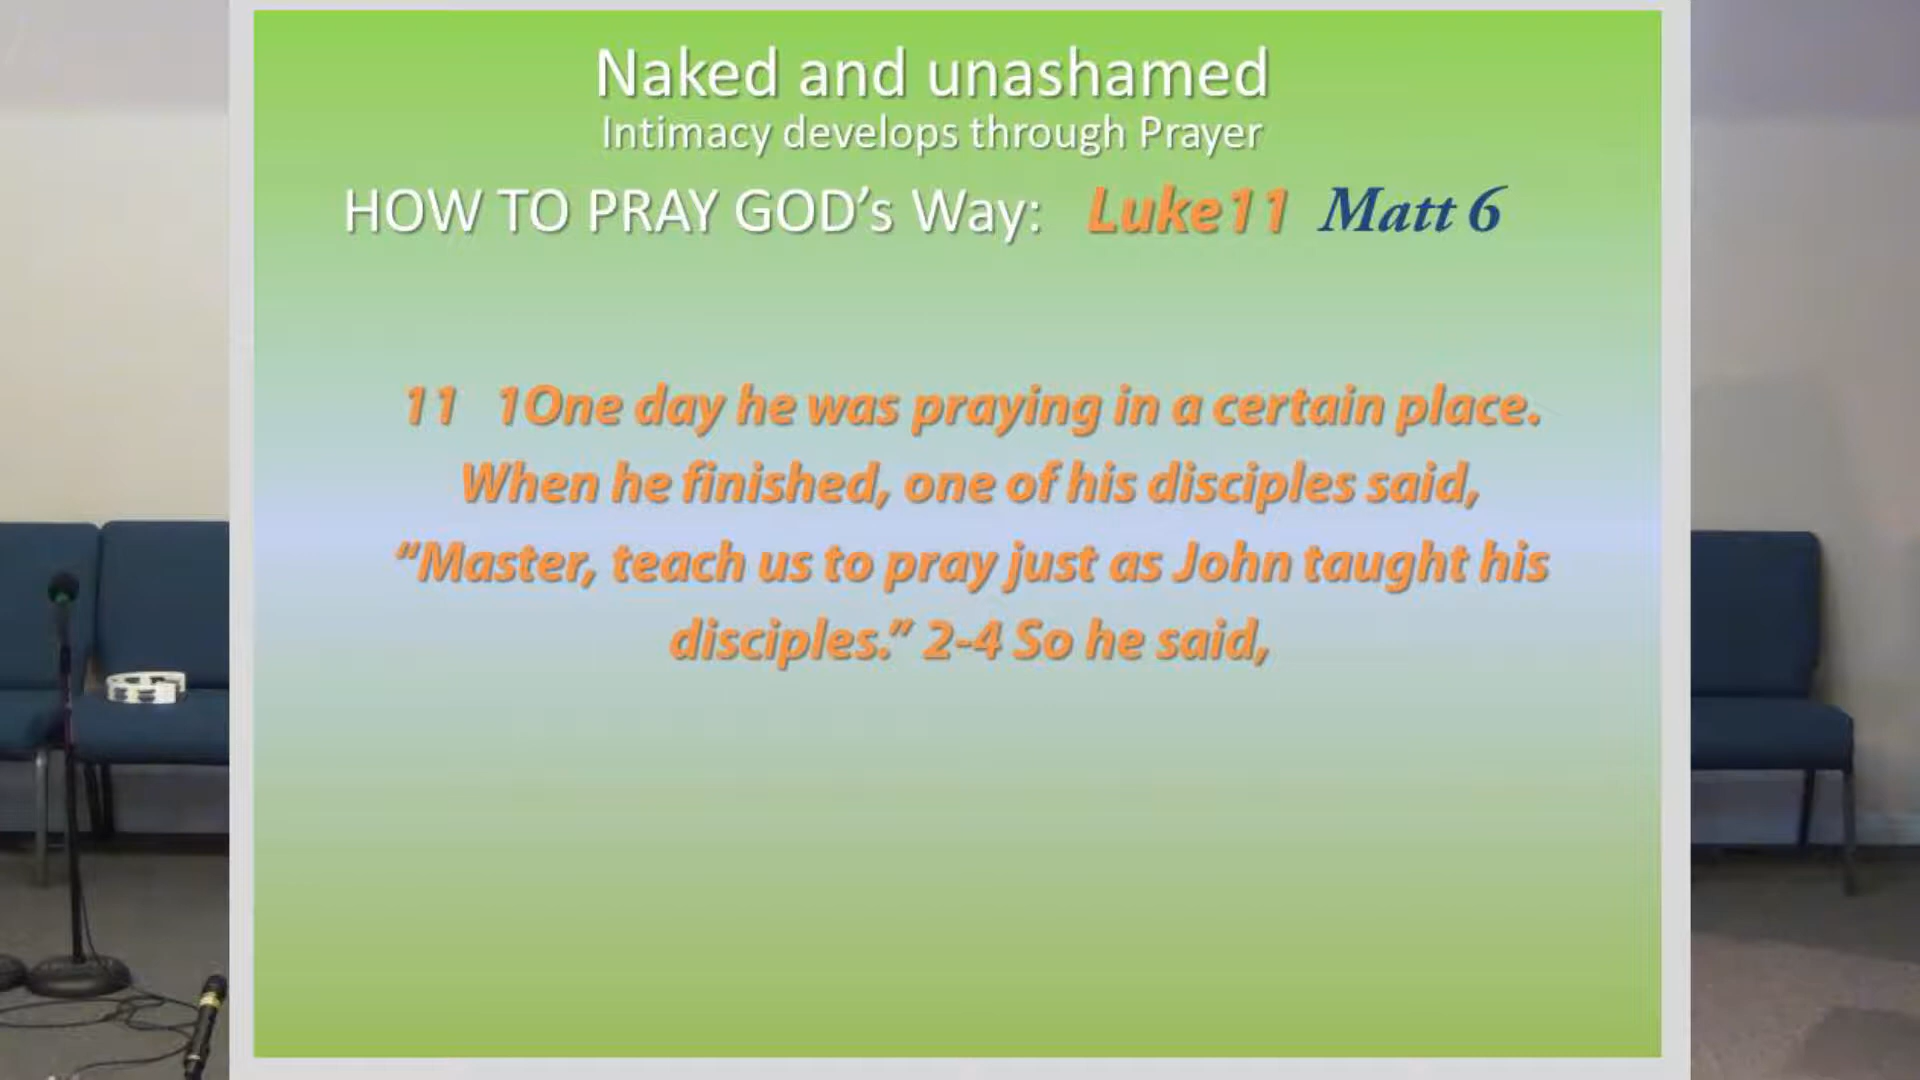 Naked and unashamed
Intimacy develops through Prayer
HOW TO PRAY GOD’s Way: Luke11 Matt 6
11 1One day he was praying in a certain place.
When he finished, one of his disciples said,
“Master, teach us to pray just as John taught his
disciples.” 2-4 So he said,